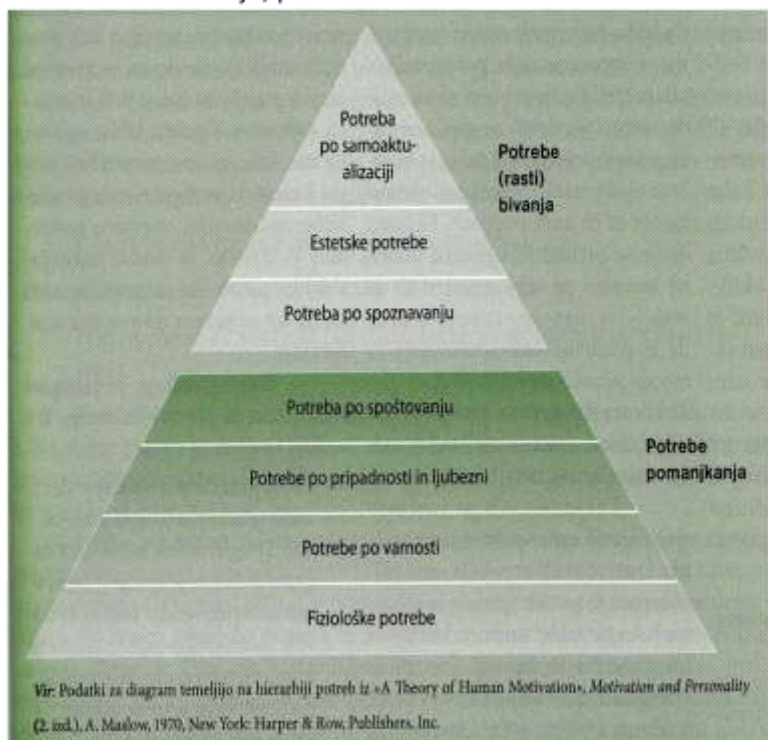 Potreba
po samoaktu-
alizaciji
Potrebe
(rasti)
bivanja
Estetske potrebe
Potreba po spoznavanju
Potreba po spoštovanju
Potrebe po pripadnosti in ljubezni
Potrebe
pomanjkanja
Potrebe po varnosti
Fiziološke potrebe
Vir: Podatki za diagram temeljijo na hierarhiji potreb iz »A Theory of Human Motivation«, Motivation and Personality
(2. izd.), A. Maslow, 1970, New York: Harper & Row, Publishers, Inc.